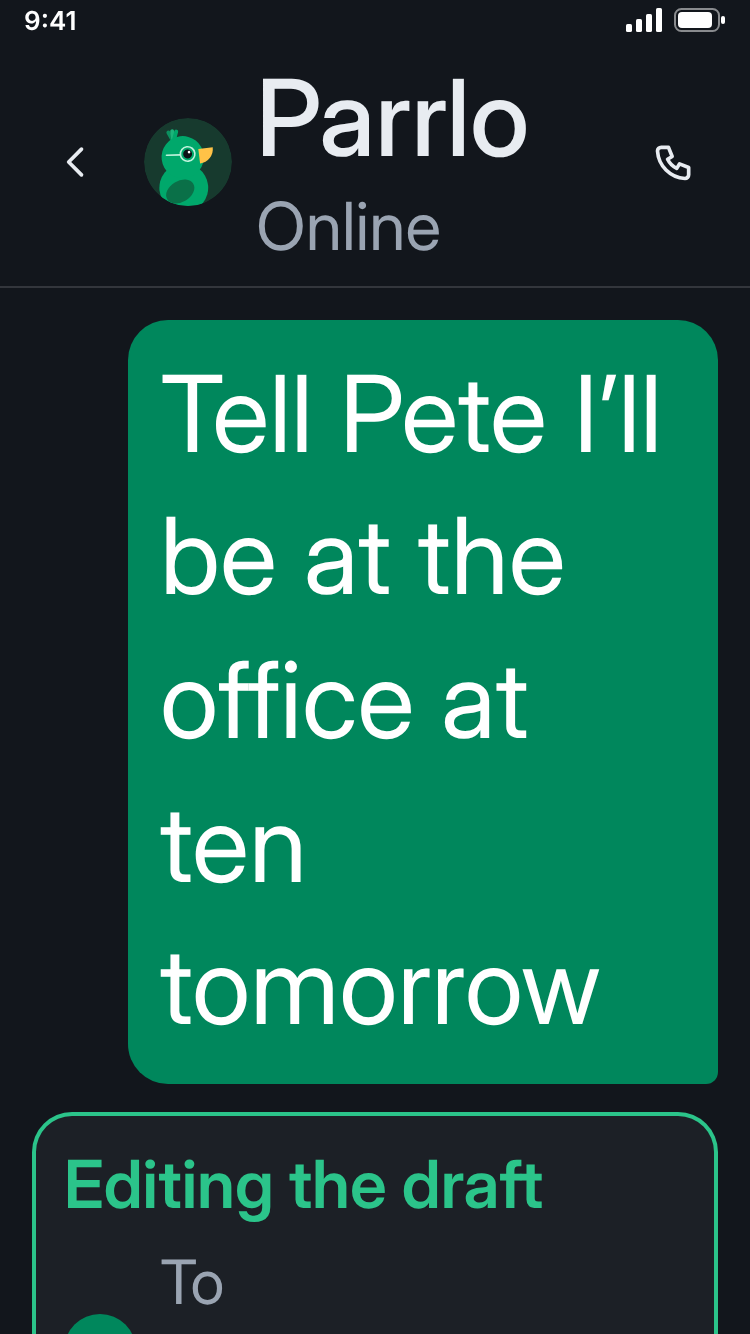 9:41
Parrlo
Online
Tell Pete I’ll
be at the
office at
ten
tomorrow
Editing the draft
To